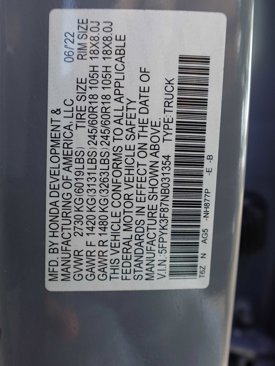 MFD. BY HONDA DEVELOPMENT & 06/22
MANUFACTURING OF AMERICA, LLC
TIRE SIZE RIM SIZE
GVWR 2730 KG (6019LBS)
GAWR F 1420 KG (3131LBS) 245/60R18 105H 18X8.0J
GAWR R 1480 KG (3263LBS) 245/60R18 105H 18X8.0J
THIS VEHICLE CONFORMS TO ALL APPLICABLE
FEDERAL MOTOR VEHICLE SAFETY
STANDARDS IN EFFECT ON THE DATE OF
MANUFACTURE SHOWN ABOVE.
V.I.N. 5FPYK3F87NB031354 TYPE:TRUCK
T6Z N AG5 -NH877P -E -B